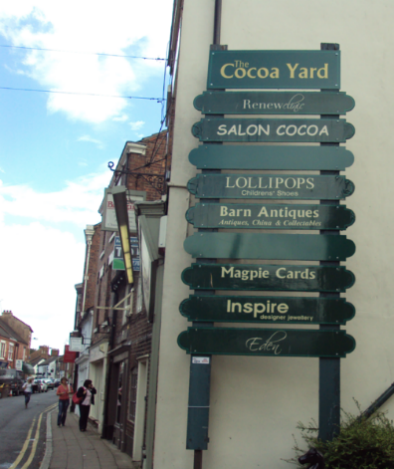 The
Cocoa Yard
Renew
SALON COCOA
LOLLIPOPS
Childrens' Shoes
Barn Antiques
Antiques, China & Collectables
Magpie Cards
Inspire
designer jewellery
Eden